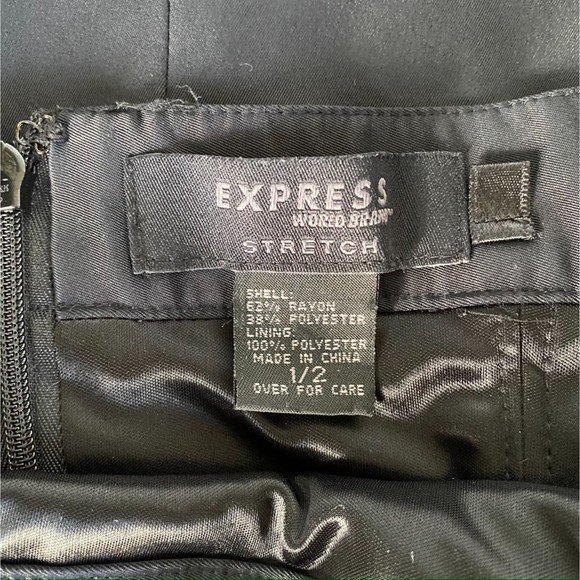 EXPRESS
WORLD BRAND
STRETCH
SHELL:
62% RAYON
38% POLYESTER
LINING:
100% POLYESTER
MADE IN CHINA
1/2
OVER FOR CARE